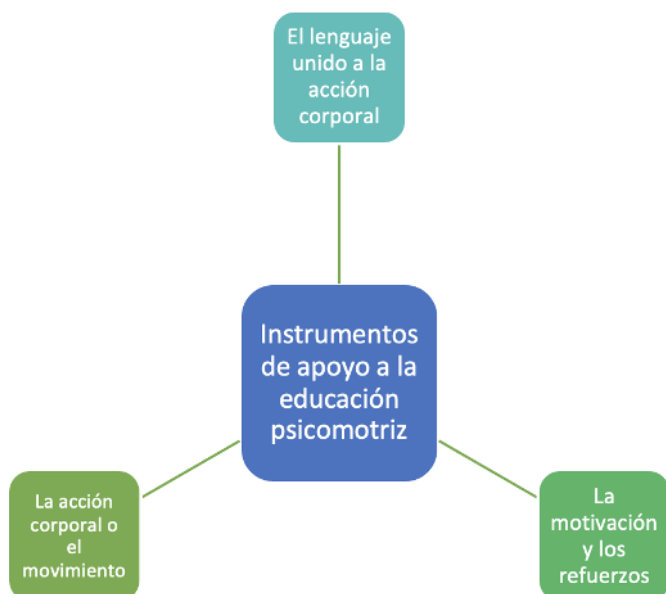 El lenguaje
unido a la
acción
corporal
Instrumentos
de apoyo a la
educación
psicomotriz
La acción
corporal o
el
movimiento
La
motivación
y los
refuerzos